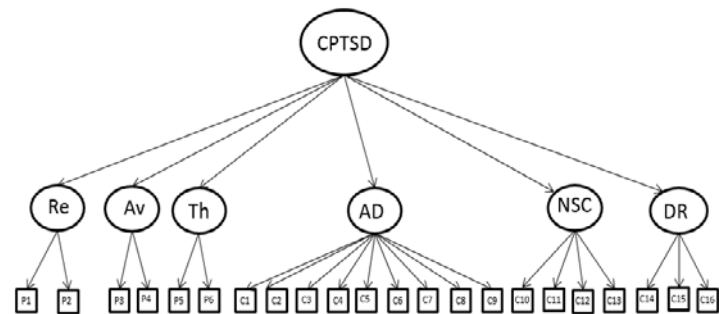 CPTSD
Re Av Th AD NSC DR
P1 P2 P3 P4 P5 P6 C1 C2 C3 C4 C5 C6 C7 C8 C9 C10 C11 C12 C13 C14 C15 C16